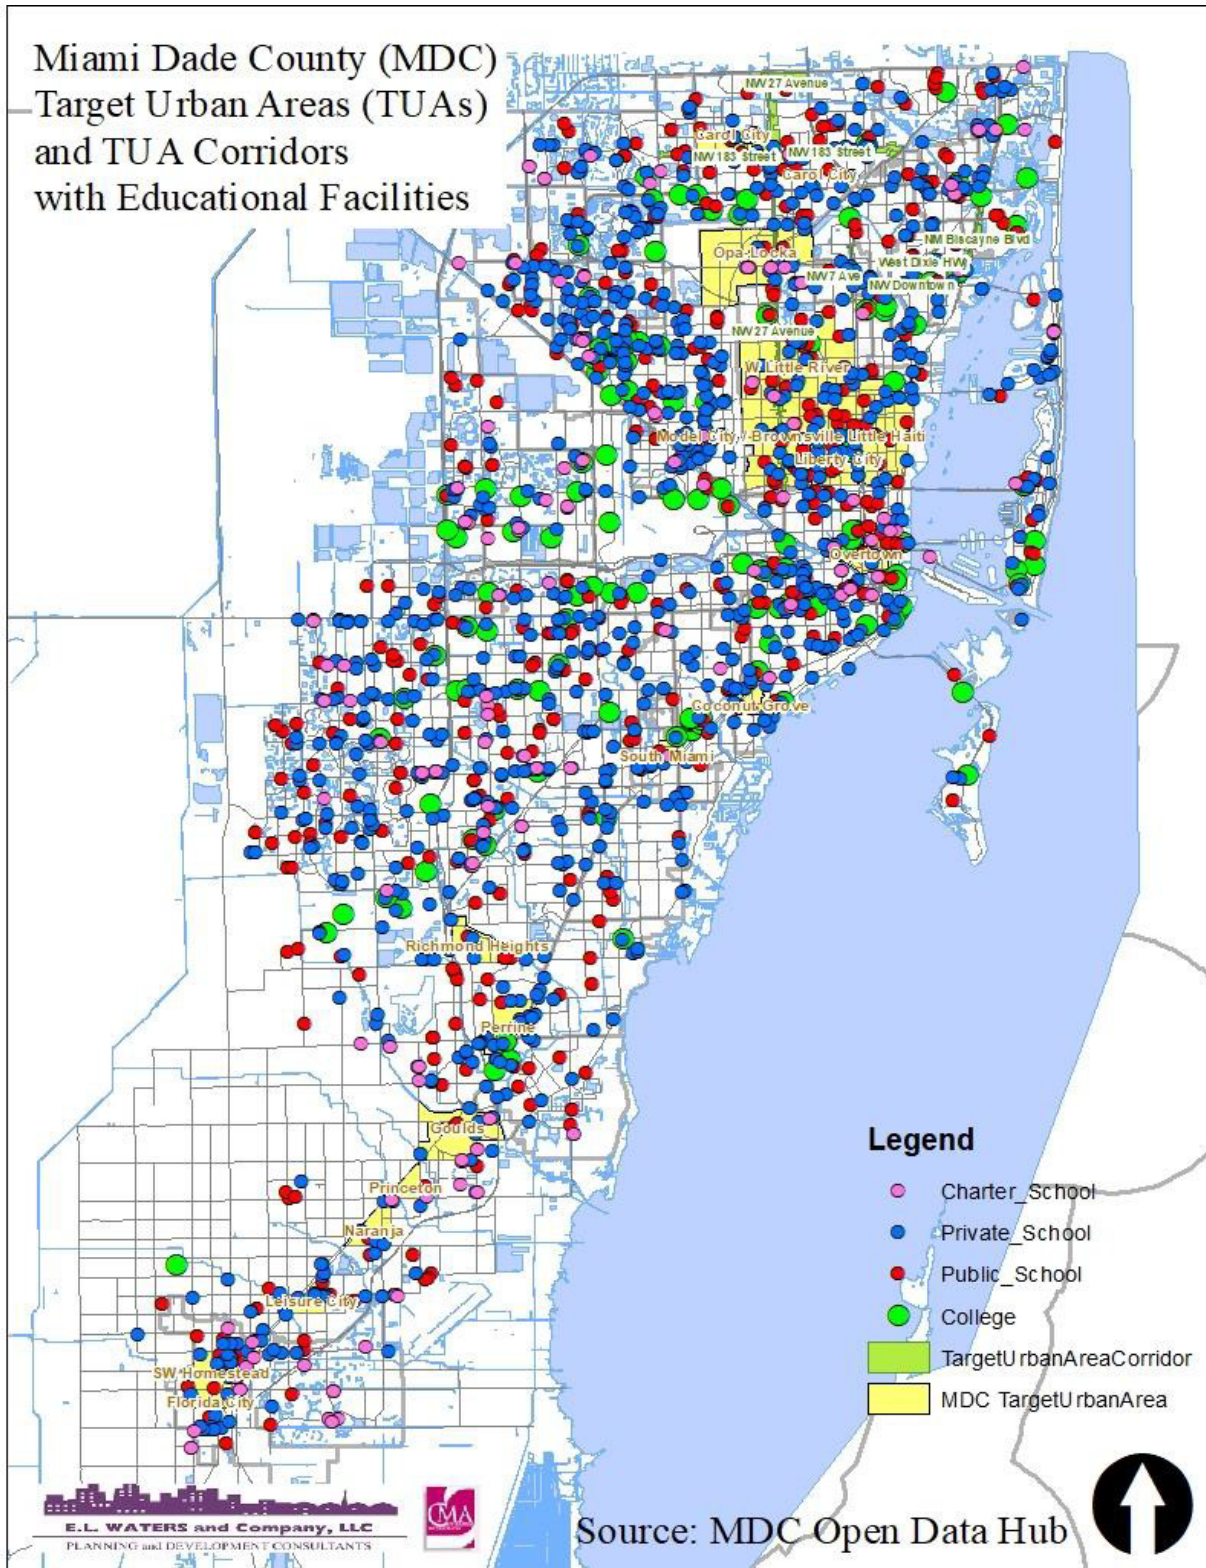 Miami Dade County (MDC)
Target Urban Areas (TUAs)
and TUA Corridors
with Educational Facilities
NW 27 Avenue
Carol City
NW 183 Street
NW 183 Street
Carol City
NM Biscayne Blvd
Opa-Locka
West Dixie HWy
NW 7 Ave
NW Downtown
NW 27 Avenue
W Little River
Model City / Brownsville Little Haiti
Liberty City
Overtown
Coconut Grove
South Miami
Richmond Heights
Perrine
Goulds
Princeton
Naranja
Leisure City
SW Homestead
Florida City
Legend
Charter_School
Private_School
Public_School
College
TargetUrbanAreaCorridor
MDC TargetUrbanArea
E.L. WATERS and Company, LLC
PLANNING and DEVELOPMENT CONSULTANTS
CMA
Source: MDC Open Data Hub